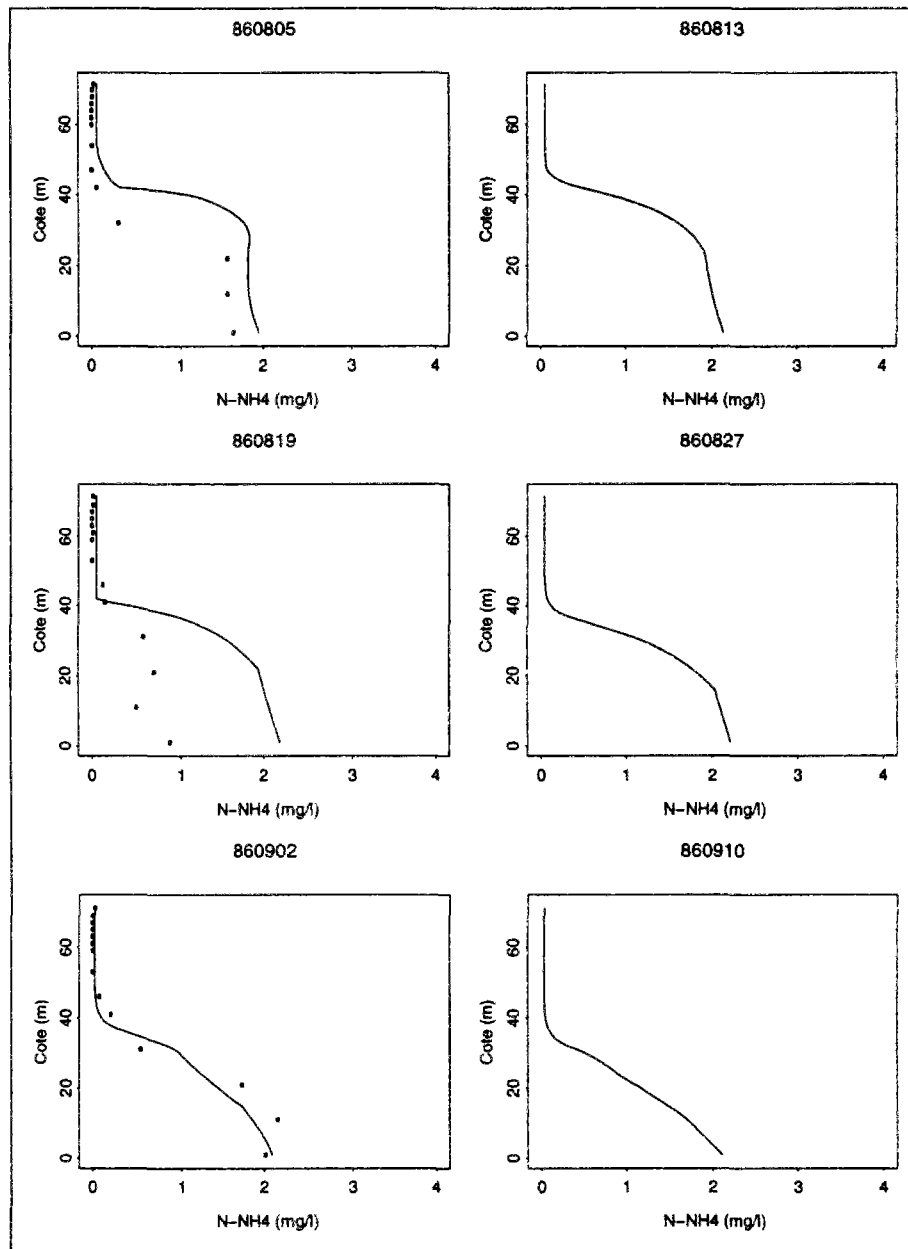 860805
860813
Cote (m)
60
40
20
0
0 1 2 3 4
N-NH4 (mg/l)
Cote (m)
60
40
20
0
0 1 2 3 4
N-NH4 (mg/l)
860819
860827
Cote (m)
60
40
20
0
0 1 2 3 4
N-NH4 (mg/l)
Cote (m)
60
40
20
0
0 1 2 3 4
N-NH4 (mg/l)
860902
860910
Cote (m)
60
40
20
0
0 1 2 3 4
N-NH4 (mg/l)
Cote (m)
60
40
20
0
0 1 2 3 4
N-NH4 (mg/l)